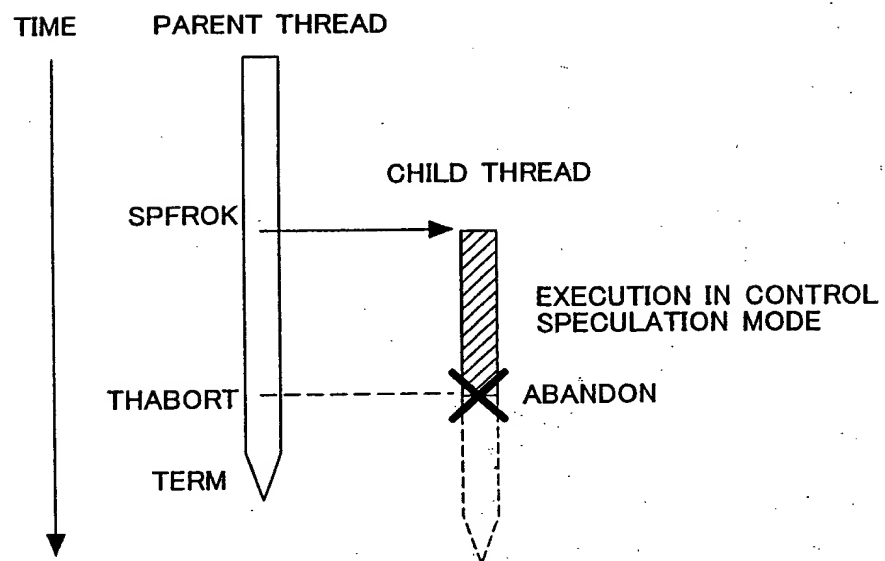 TIME
PARENT THREAD
CHILD THREAD
SPFROK
EXECUTION IN CONTROL
SPECULATION MODE
THABORT
ABANDON
TERM